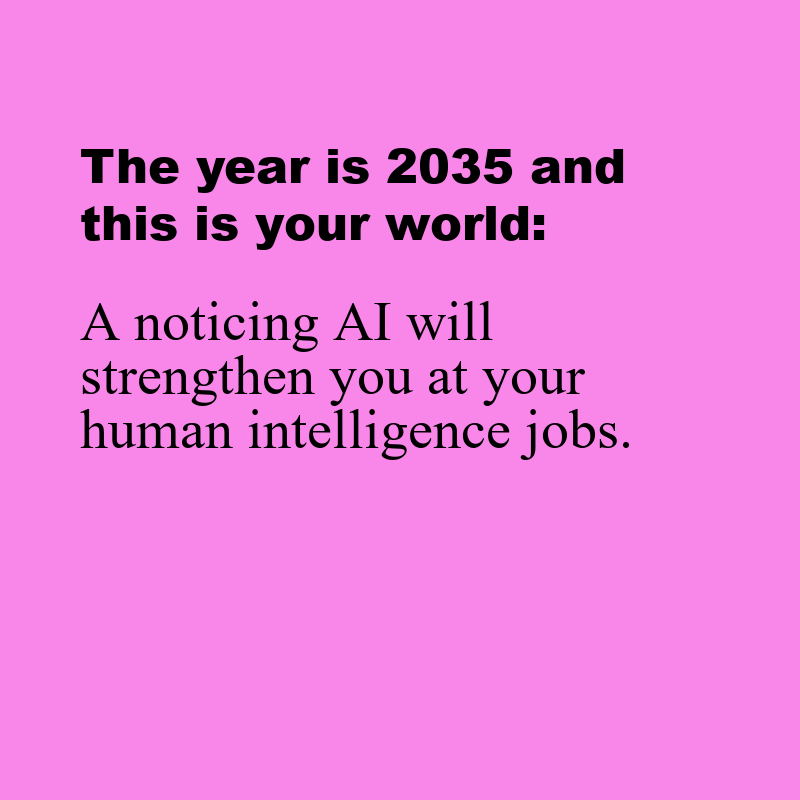 The year is 2035 and
this is your world:
A noticing AI will
strengthen you at your
human intelligence jobs.